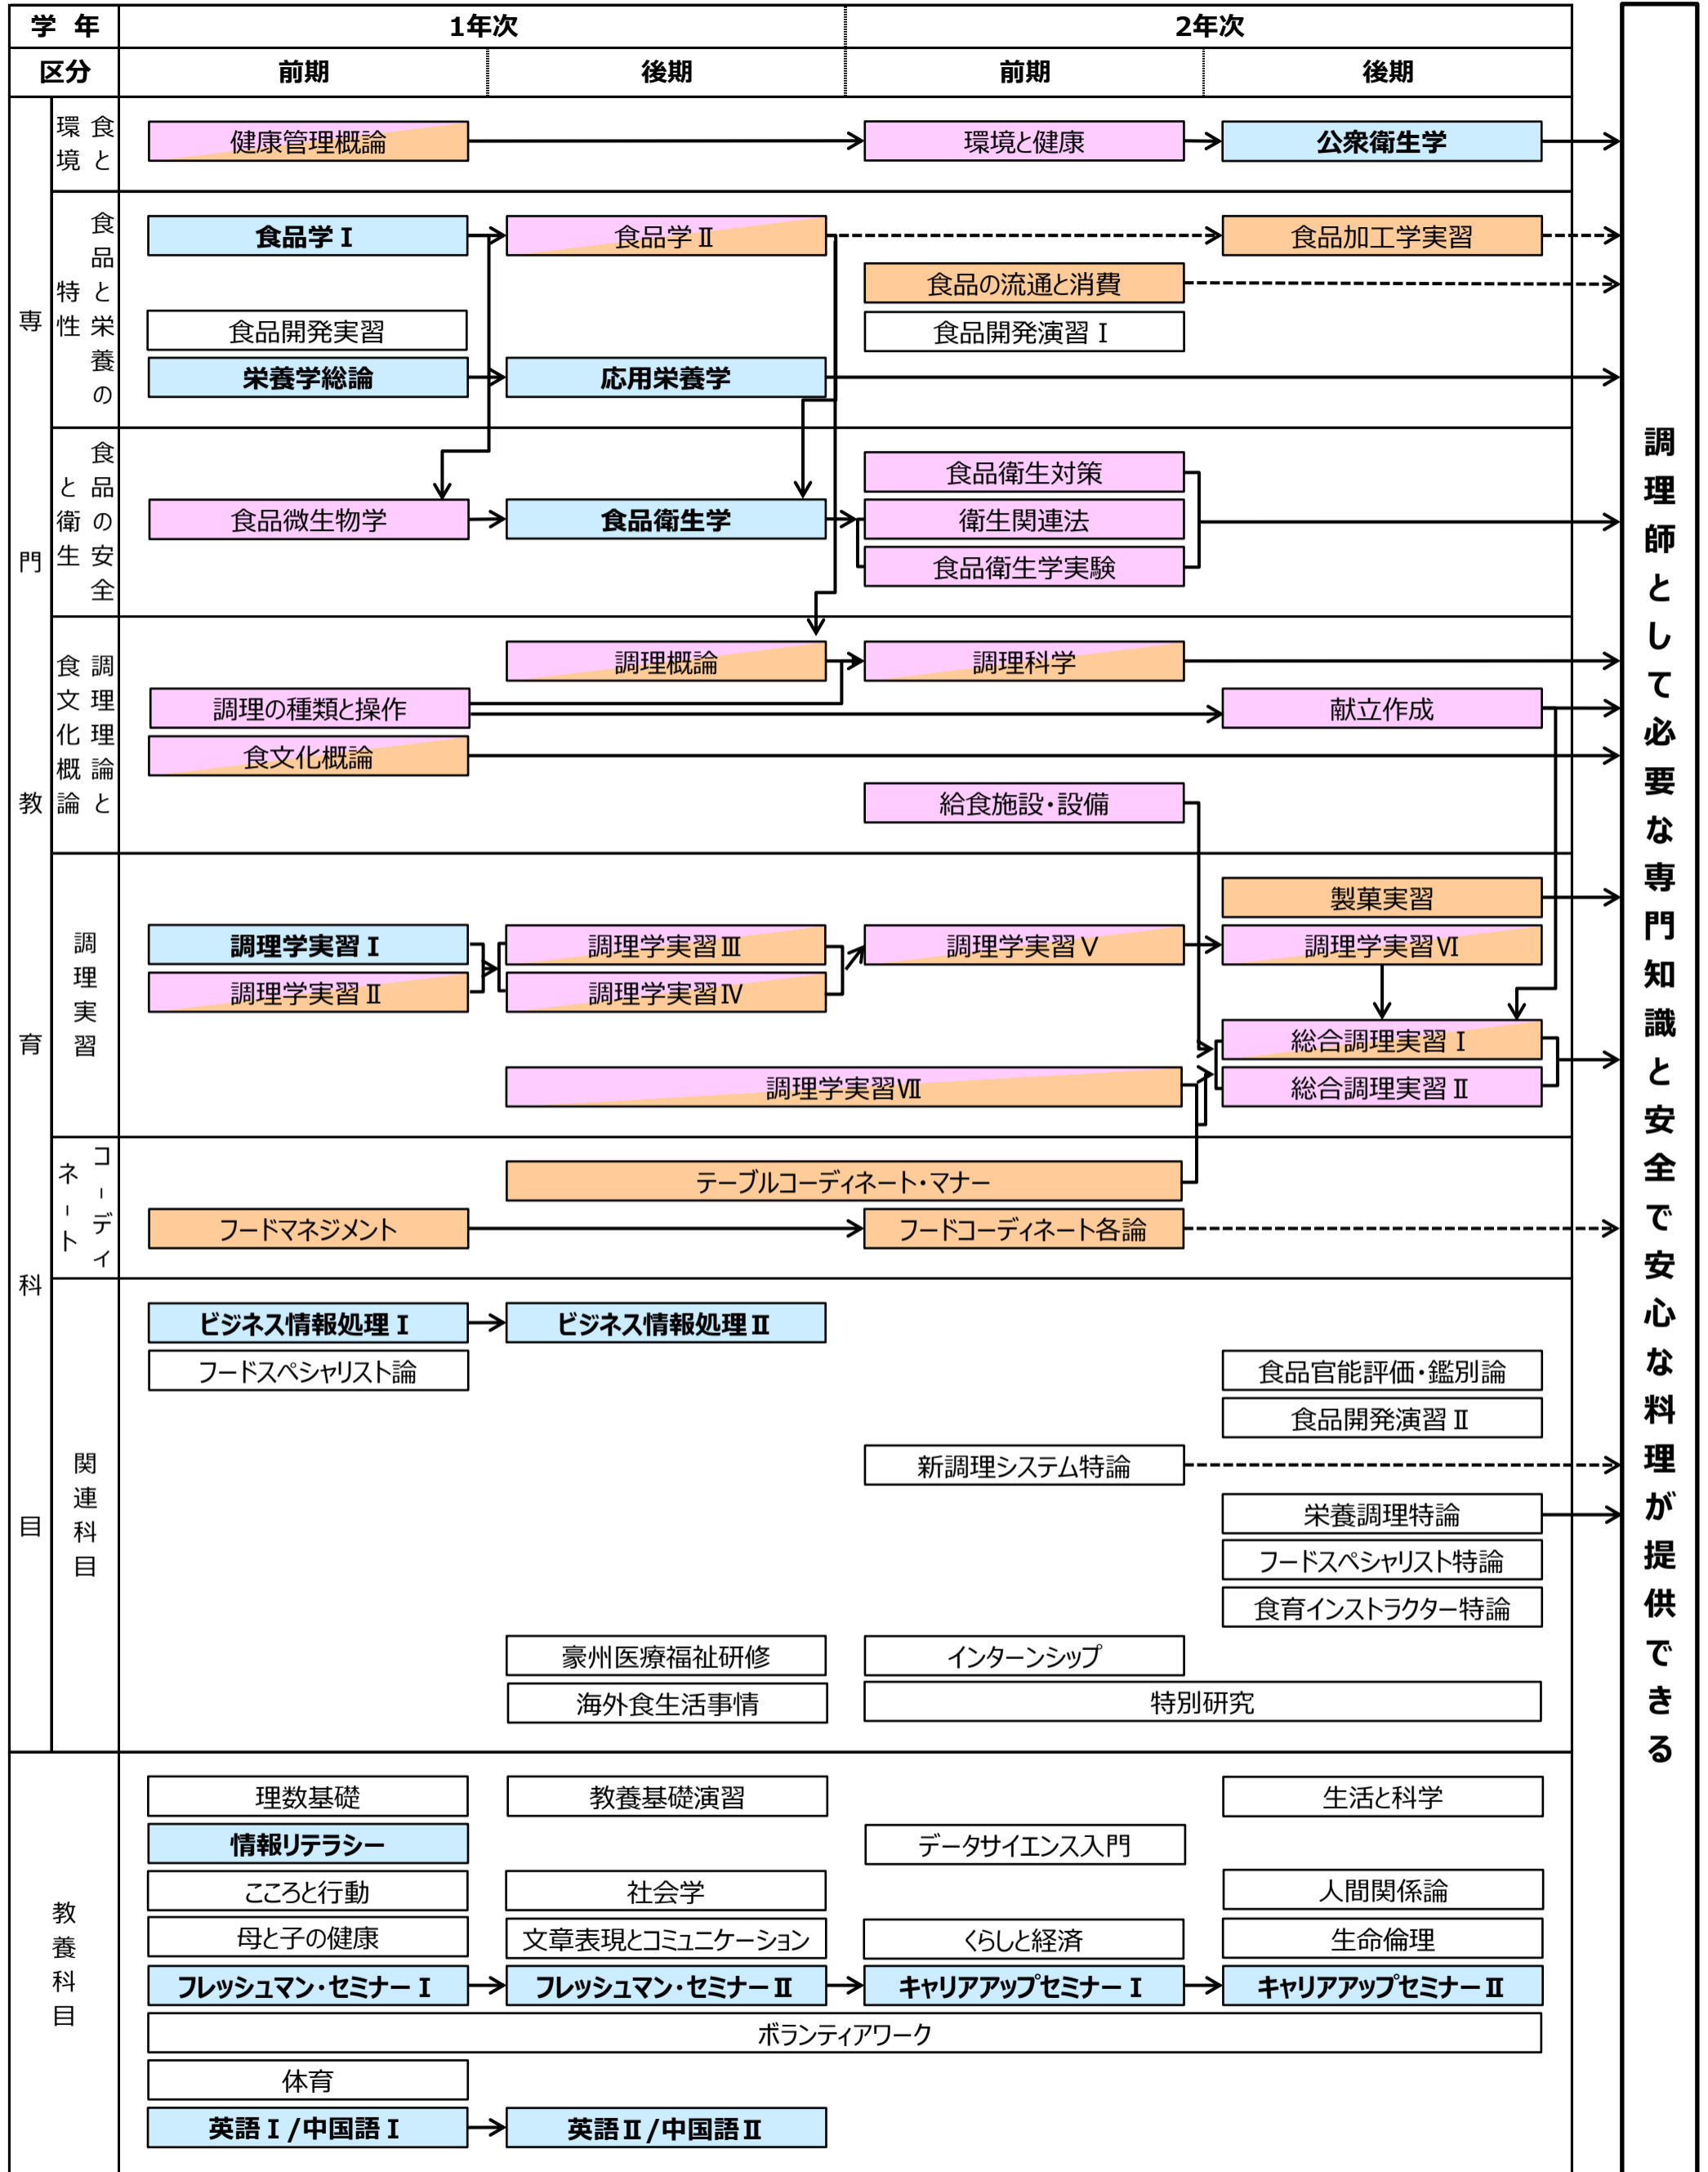 学 年
1年次
2年次
区分
前期
後期
前期
後期
専門教育科目
食と環境
健康管理概論
環境と健康
公衆衛生学
食品と栄養の特性
食品学Ⅰ
食品学Ⅱ
食品加工学実習
食品の流通と消費
食品開発実習
食品開発演習Ⅰ
栄養学総論
応用栄養学
食品の安全と衛生
食品衛生対策
食品微生物学
食品衛生学
衛生関連法
食品衛生学実験
調理理論と食文化概論
調理概論
調理科学
調理の種類と操作
献立作成
食文化概論
給食施設・設備
調理実習
製菓実習
調理学実習Ⅰ
調理学実習Ⅲ
調理学実習Ⅴ
調理学実習Ⅵ
調理学実習Ⅱ
調理学実習Ⅳ
総合調理実習Ⅰ
調理学実習Ⅶ
総合調理実習Ⅱ
コーディネート
テーブルコーディネート・マナー
フードマネジメント
フードコーディネート各論
関連科目
ビジネス情報処理Ⅰ
ビジネス情報処理Ⅱ
フードスペシャリスト論
食品官能評価・鑑別論
食品開発演習Ⅱ
新調理システム特論
栄養調理特論
フードスペシャリスト特論
食育インストラクター特論
豪州医療福祉研修
インターンシップ
海外食生活事情
特別研究
教養科目
理数基礎
教養基礎演習
生活と科学
情報リテラシー
データサイエンス入門
こころと行動
社会学
人間関係論
母と子の健康
文章表現とコミュニケーション
くらしと経済
生命倫理
フレッシュマン・セミナーⅠ
フレッシュマン・セミナーⅡ
キャリアアップセミナーⅠ
キャリアアップセミナーⅡ
ボランティアワーク
体育
英語Ⅰ/中国語Ⅰ
英語Ⅱ/中国語Ⅱ
調理師として必要な専門知識と安全で安心な料理が提供できる